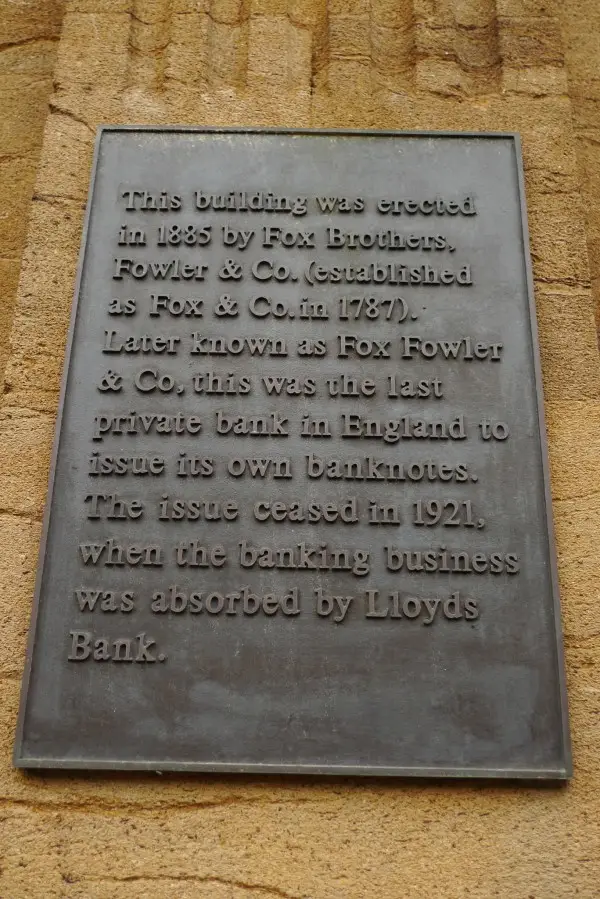 This building was erected
in 1885 by Fox Brothers,
Fowler & Co. (established
as Fox & Co. in 1787).
Later known as Fox Fowler
& Co, this was the last
private bank in England to
issue its own banknotes.
The issue ceased in 1921,
when the banking business
was absorbed by Lloyds
Bank.